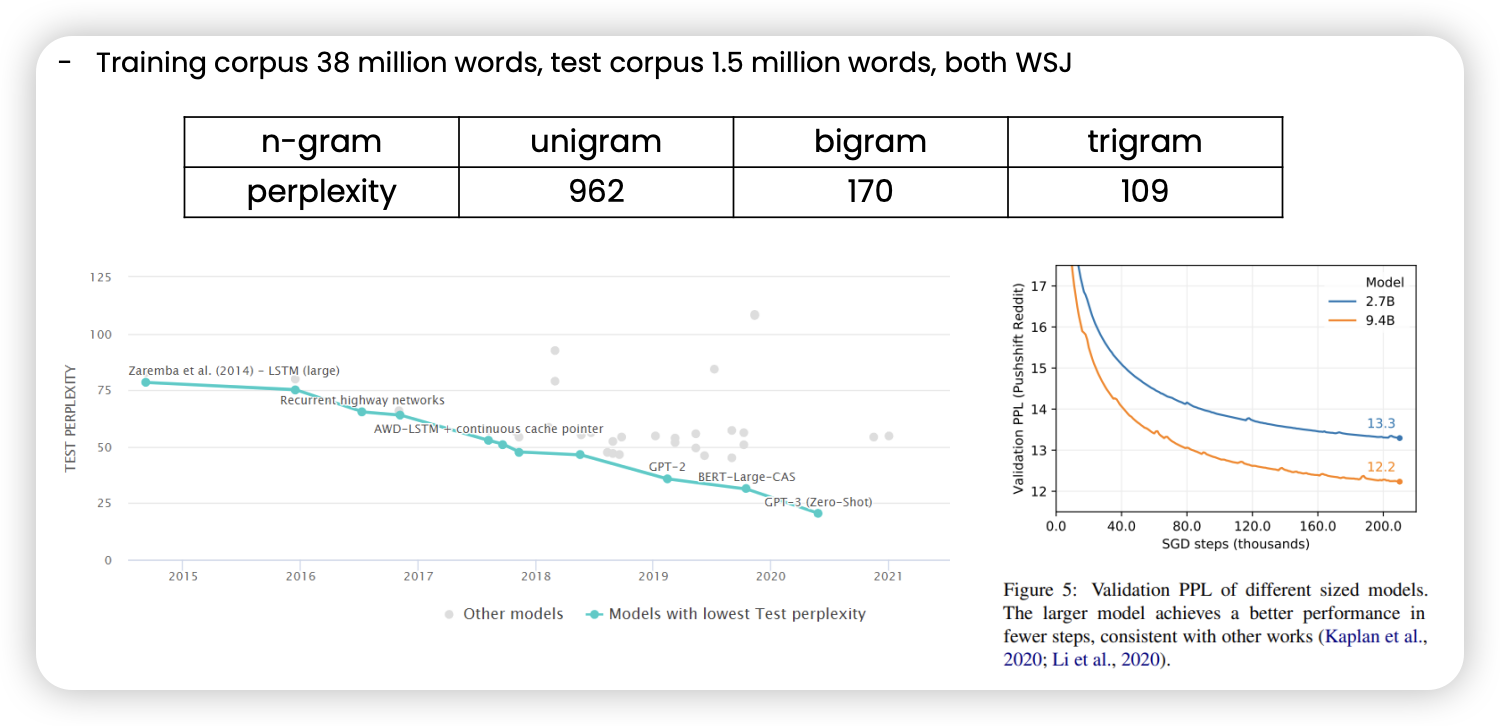 - Training corpus 38 million words, test corpus 1.5 million words, both WSJ
n-gram unigram bigram trigram
perplexity 962 170 109
125
100
75
50
25
0
TEST PERPLEXITY
Zaremba et al. (2014) - LSTM (large)
Recurrent highway networks
AWD-LSTM + continuous cache pointer
GPT-2
BERT-Large-CAS
GPT-3 (Zero-Shot)
2015 2016 2017 2018 2019 2020 2021
Other models Models with lowest Test perplexity
Validation PPL (Pushshift Reddit)
17
16
15
14
13
12
Model
2.7B
9.4B
13.3
12.2
0.0 40.0 80.0 120.0 160.0 200.0
SGD steps (thousands)
Figure 5: Validation PPL of different sized models.
The larger model achieves a better performance in
fewer steps, consistent with other works (Kaplan et al.,
2020; Li et al., 2020).